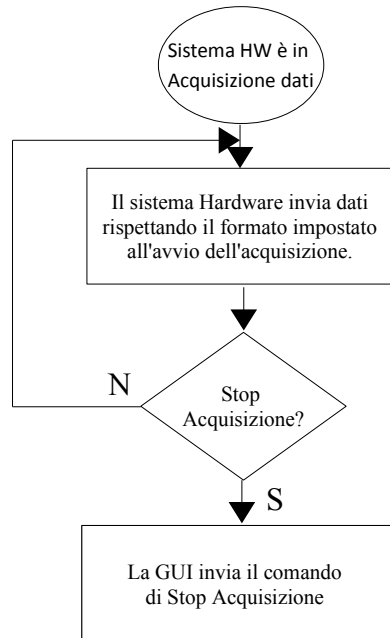 Sistema HW è in
Acquisizione dati
Il sistema Hardware invia dati
rispettando il formato impostato
all'avvio dell'acquisizione.
N
Stop
Acquisizione?
S
La GUI invia il comando
di Stop Acquisizione